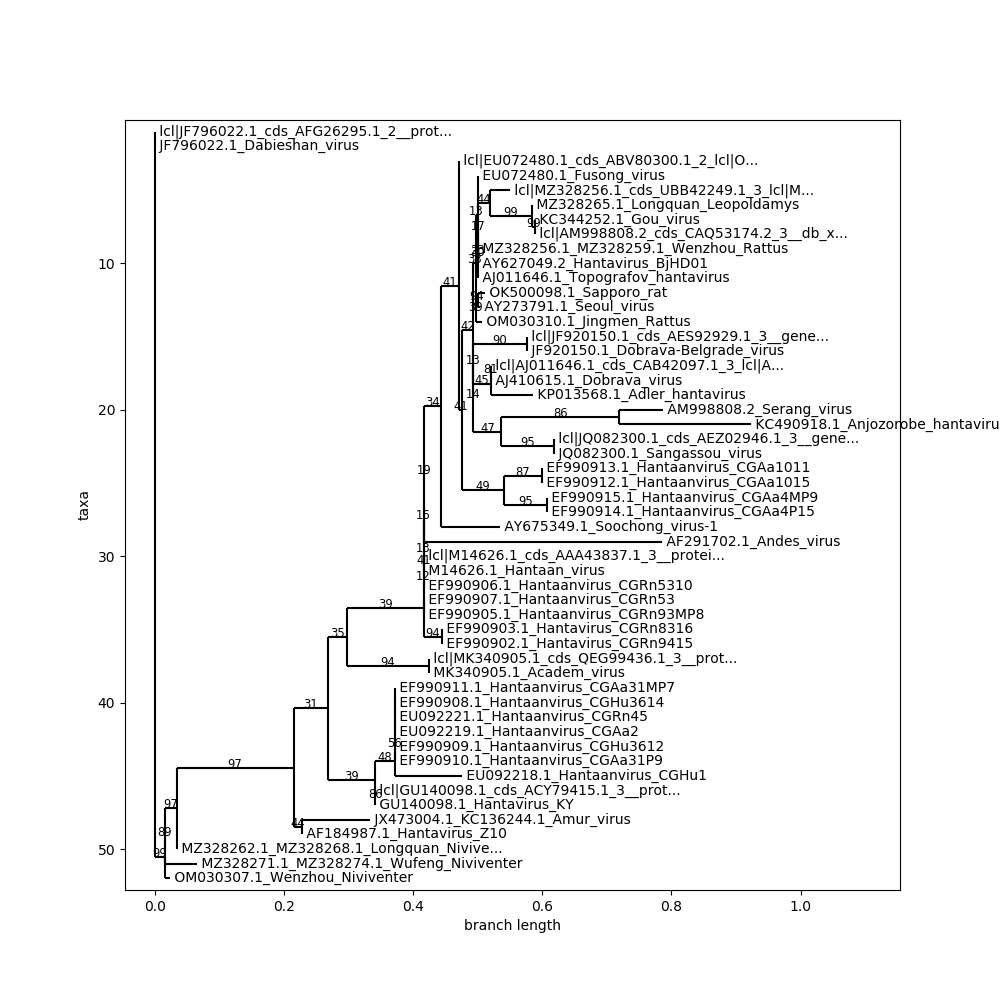 lcl|JF796022.1_cds_AFG26295.1_2__prot...
JF796022.1_Dabieshan_virus
lcl|EU072480.1_cds_ABV80300.1_2_lcl|O...
EU072480.1_Fusong_virus
44 lcl|MZ328256.1_cds_UBB42249.1_3_lcl|M...
13 99 MZ328265.1_Longquan_Leopoldamys
17 KC344252.1_Gou_virus
lcl|AM998808.2_cds_CAQ53174.2_3__db_x...
MZ328256.1_MZ328259.1_Wenzhou_Rattus
10 AY627049.2_Hantavirus_BjHD01
AJ011646.1_Topografov_hantavirus
41 OK500098.1_Sapporo_rat
AY273791.1_Seoul_virus
42 OM030310.1_Jingmen_Rattus
90 lcl|JF920150.1_cds_AES92929.1_3__gene...
13 JF920150.1_Dobrava-Belgrade_virus
81 lcl|AJ011646.1_cds_CAB42097.1_3_lcl|A...
45 AJ410615.1_Dobrava_virus
14 KP013568.1_Adler_hantavirus
20 34 41 86 AM998808.2_Serang_virus
47 KC490918.1_Anjozorobe_hantaviru
95 lcl|JQ082300.1_cds_AEZ02946.1_3__gene...
JQ082300.1_Sangassou_virus
19 87 EF990913.1_Hantaanvirus_CGAa1011
49 EF990912.1_Hantaanvirus_CGAa1015
95 EF990915.1_Hantaanvirus_CGAa4MP9
16 EF990914.1_Hantaanvirus_CGAa4P15
AY675349.1_Soochong_virus-1
AF291702.1_Andes_virus
taxa
30 lcl|M14626.1_cds_AAA43837.1_3__protei...
M14626.1_Hantaan_virus
12 EF990906.1_Hantaanvirus_CGRn5310
EF990907.1_Hantaanvirus_CGRn53
39 EF990905.1_Hantaanvirus_CGRn93MP8
35 94 EF990903.1_Hantavirus_CGRn8316
EF990902.1_Hantavirus_CGRn9415
94 lcl|MK340905.1_cds_QEG99436.1_3__prot...
MK340905.1_Academ_virus
EF990911.1_Hantaanvirus_CGAa31MP7
40 31 EF990908.1_Hantaanvirus_CGHu3614
EU092221.1_Hantaanvirus_CGRn45
EU092219.1_Hantaanvirus_CGAa2
56 EF990909.1_Hantaanvirus_CGHu3612
97 48 EF990910.1_Hantaanvirus_CGAa31P9
39 EU092218.1_Hantaanvirus_CGHu1
lcl|GU140098.1_cds_ACY79415.1_3__prot...
97 GU140098.1_Hantavirus_KY
44 JX473004.1_KC136244.1_Amur_virus
89 AF184987.1_Hantavirus_Z10
50 99 MZ328262.1_MZ328268.1_Longquan_Nivive...
MZ328271.1_MZ328274.1_Wufeng_Niviventer
OM030307.1_Wenzhou_Niviventer
0.0 0.2 0.4 0.6 0.8 1.0
branch length